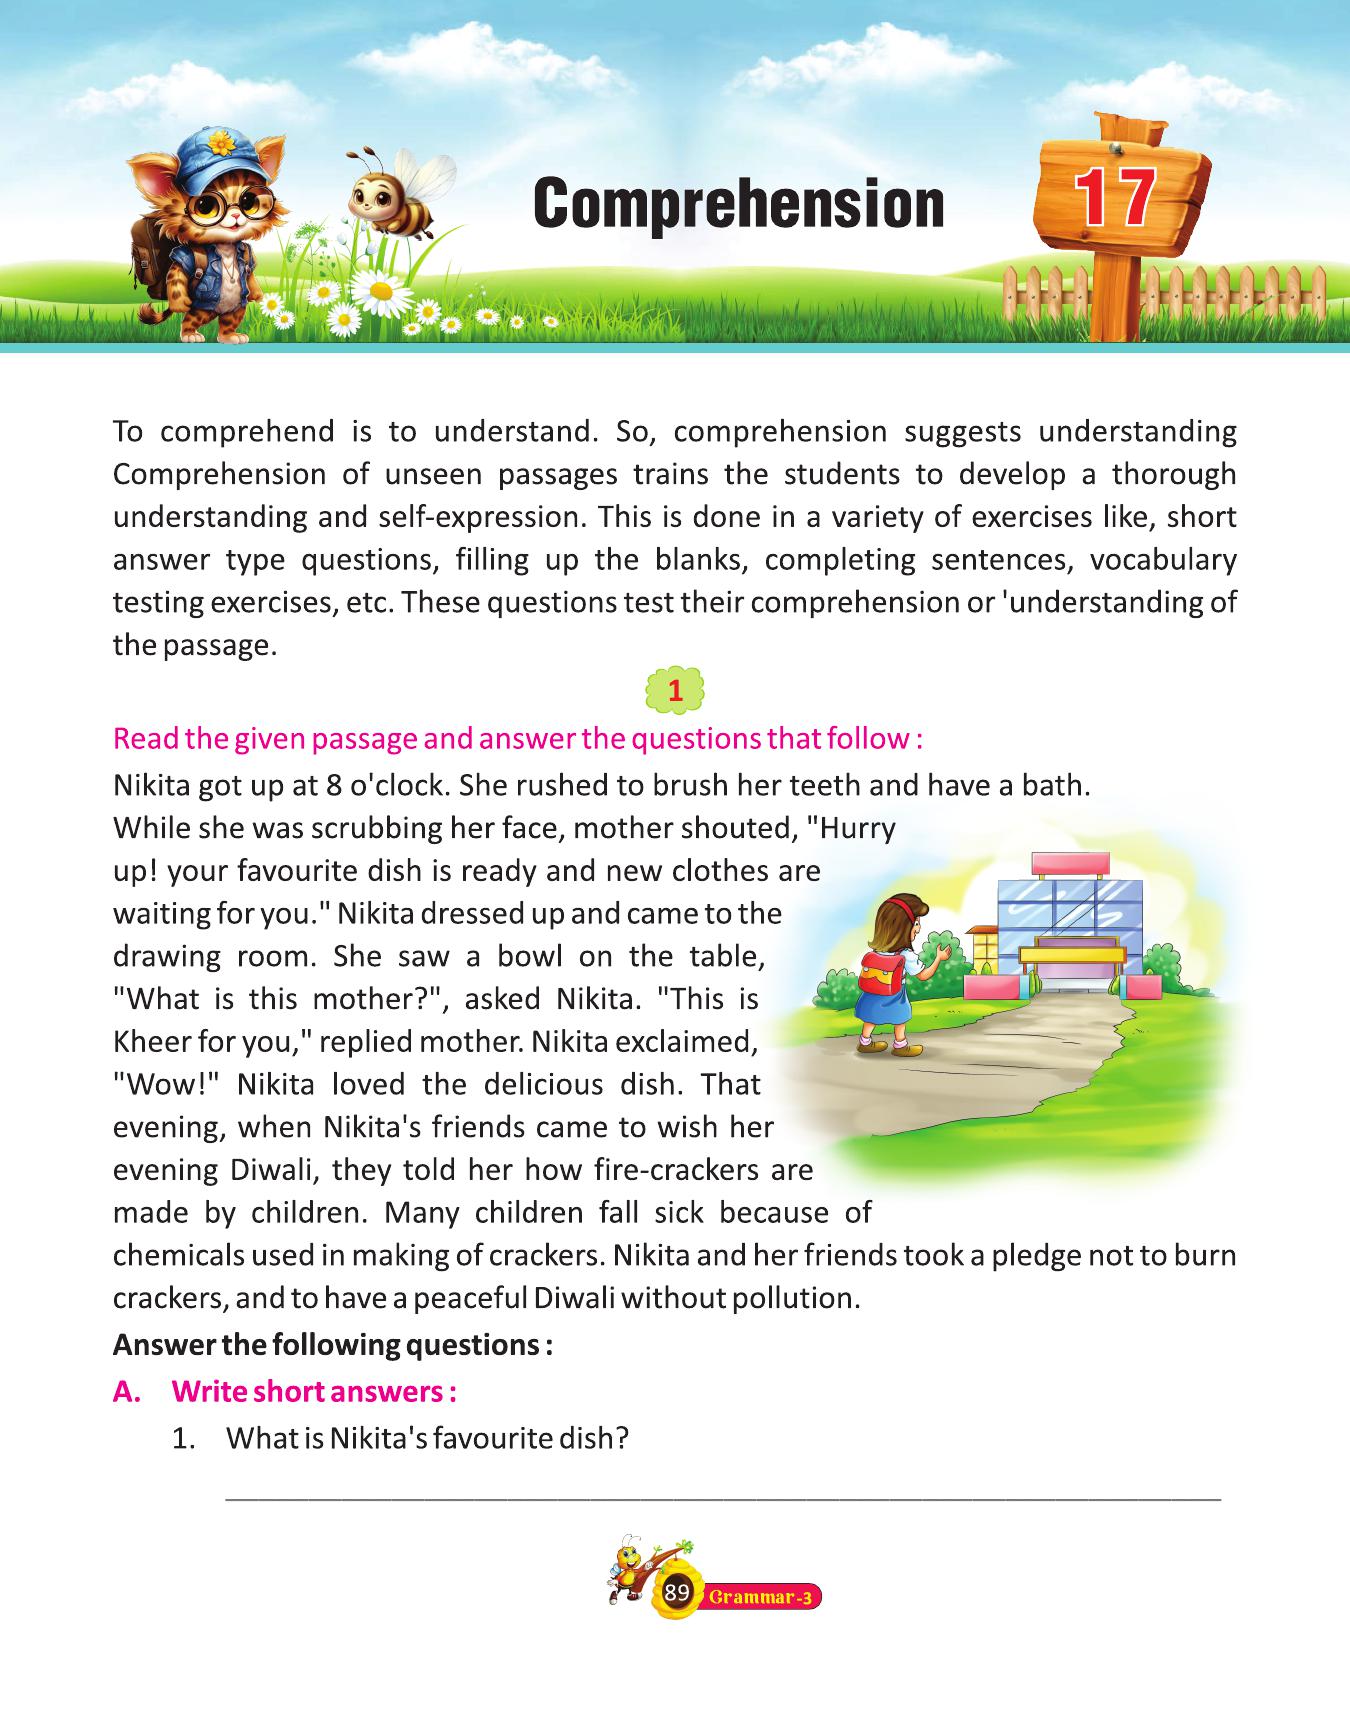 Comprehension
17
To comprehend is to understand. So, comprehension suggests understanding
Comprehension of unseen passages trains the students to develop a thorough
understanding and self-expression. This is done in a variety of exercises like, short
answer type questions, filling up the blanks, completing sentences, vocabulary
testing exercises, etc. These questions test their comprehension or 'understanding of
the passage.
1
Read the given passage and answer the questions that follow :
Nikita got up at 8 o'clock. She rushed to brush her teeth and have a bath.
While she was scrubbing her face, mother shouted, "Hurry
up! your favourite dish is ready and new clothes are
waiting for you." Nikita dressed up and came to the
drawing room. She saw a bowl on the table,
"What is this mother?", asked Nikita. "This is
Kheer for you," replied mother. Nikita exclaimed,
"Wow!" Nikita loved the delicious dish. That
evening, when Nikita's friends came to wish her
evening Diwali, they told her how fire-crackers are
made by children. Many children fall sick because of
chemicals used in making of crackers. Nikita and her friends took a pledge not to burn
crackers, and to have a peaceful Diwali without pollution.
Answer the following questions :
A. Write short answers :
1. What is Nikita's favourite dish?
89 Grammar-3